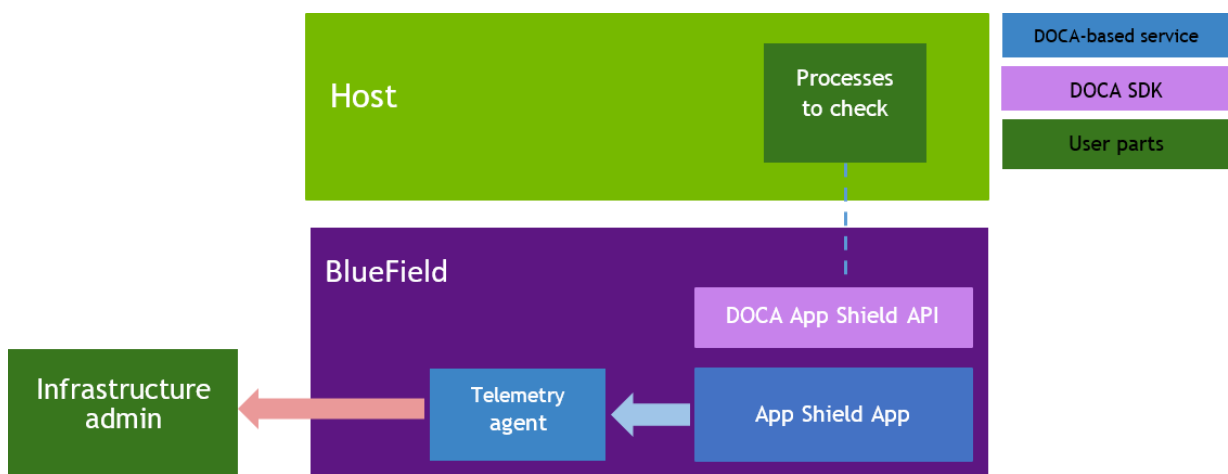 Host
Processes
to check
DOCA-based service
DOCA SDK
User parts
BlueField
DOCA App Shield API
Infrastructure
admin
Telemetry
agent
App Shield App